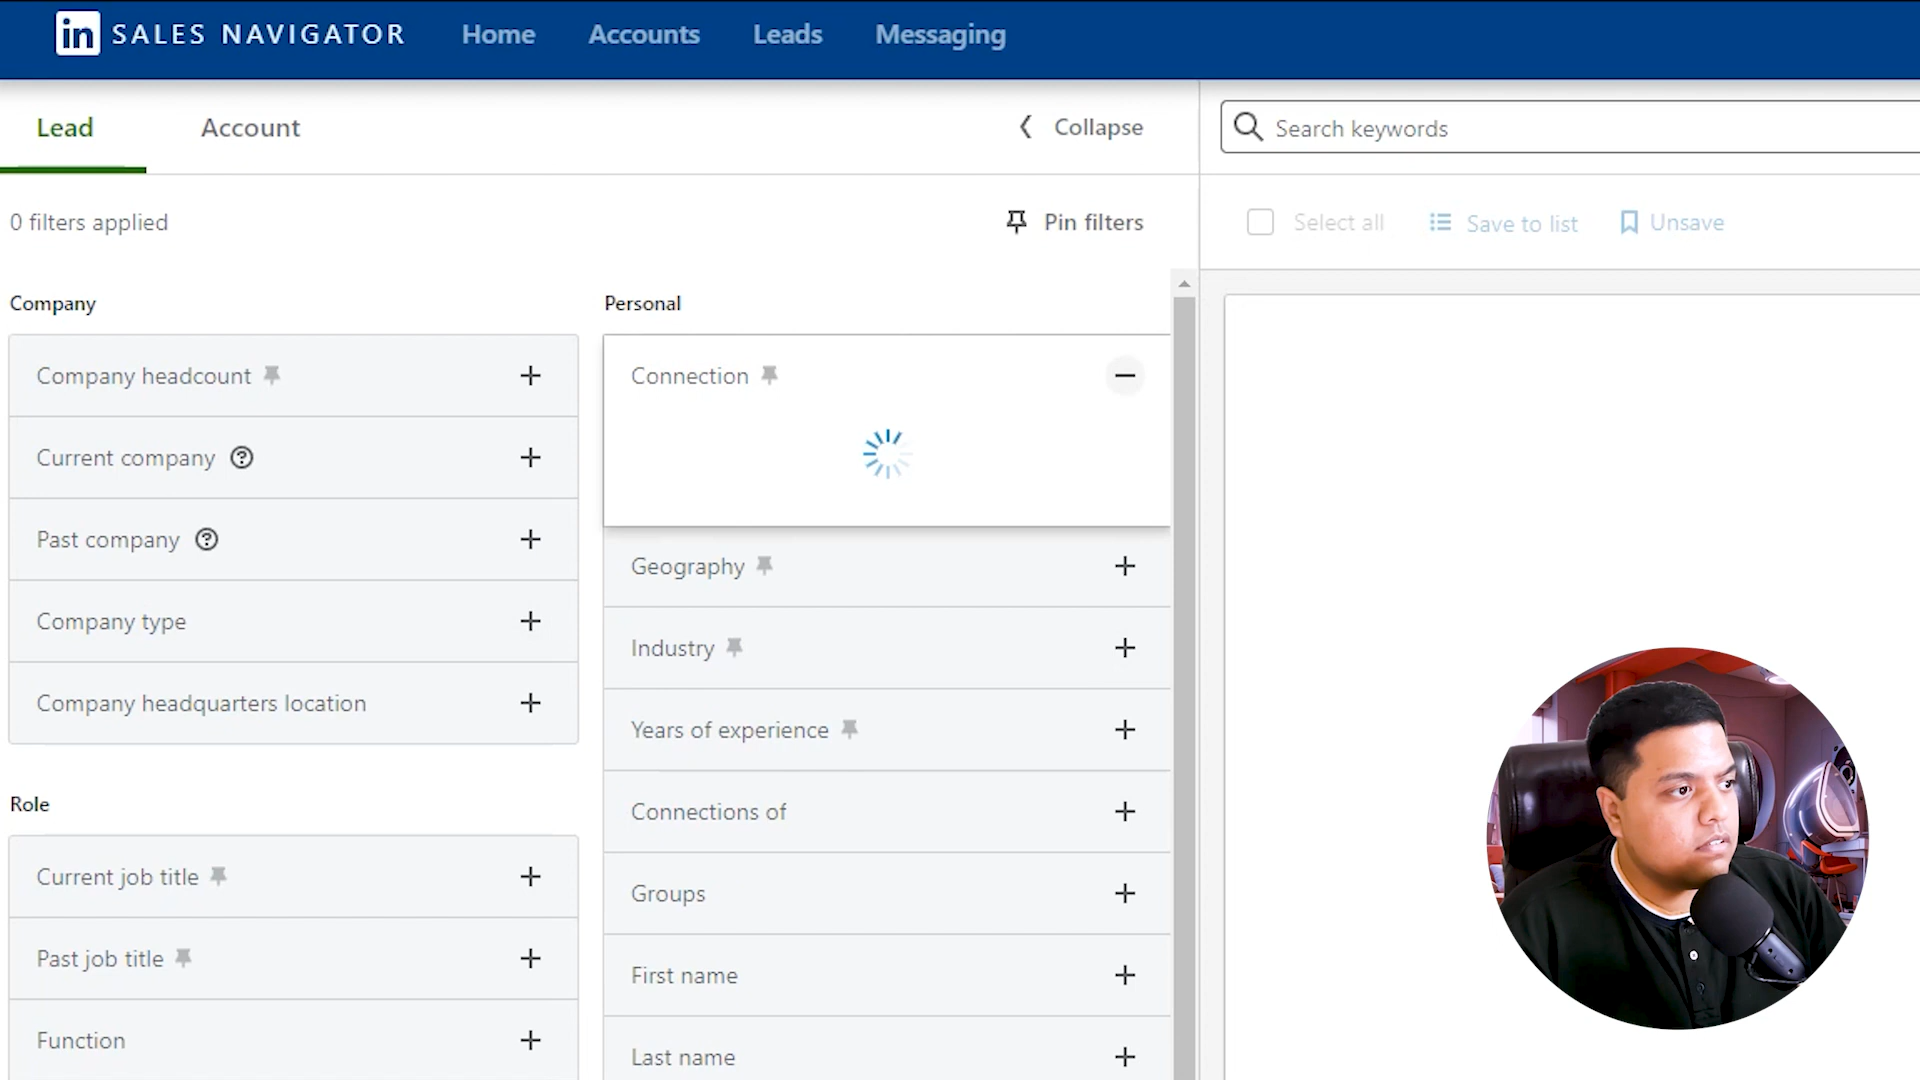 in SALES NAVIGATOR Home Accounts Leads Messaging
Lead Account Collapse
Search keywords
0 filters applied Pin filters
Select all Save to list Unsave
Company
Company headcount
Current company
Past company
Company type
Company headquarters location
Role
Current job title
Past job title
Function
Personal
Connection
Geography
Industry
Years of experience
Connections of
Groups
First name
Last name